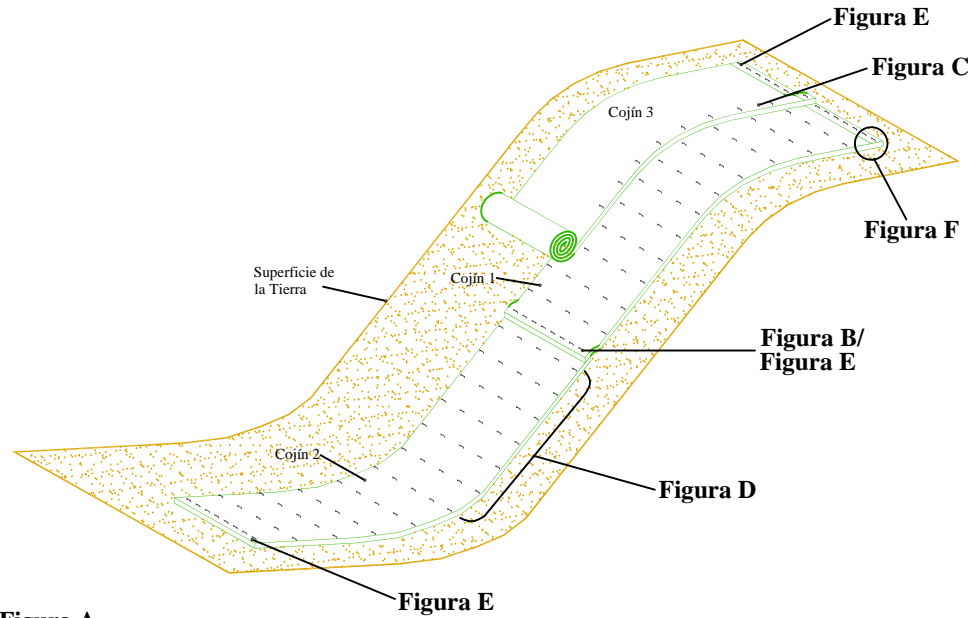 Figura E
Figura C
Cojín 3
Figura F
Superficie de
la Tierra
Cojín 1
Figura B/
Figura E
Cojín 2
Figura D
Figura E
Figura A